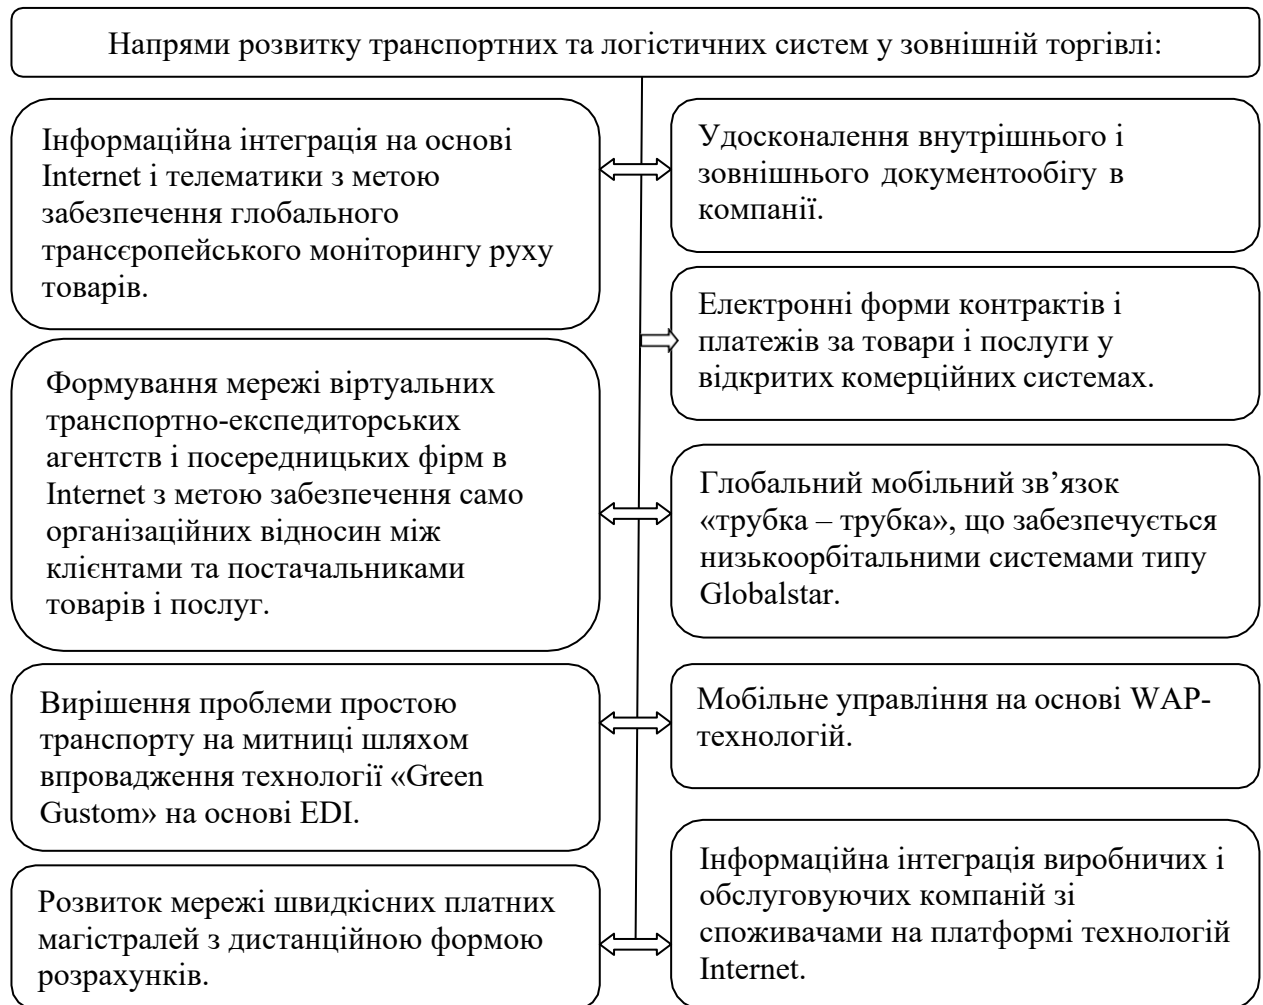 Напрями розвитку транспортних та логістичних систем у зовнішній торгівлі:
Інформаційна інтеграція на основі
Internet і телематики з метою
забезпечення глобального
трансєропейського моніторингу руху
товарів.
Удосконалення внутрішнього і
зовнішнього документообігу в
компанії.
Електронні форми контрактів і
платежів за товари і послуги у
відкритих комерційних системах.
Формування мережі віртуальних
транспортно-експедиторських
агентств і посередницьких фірм в
Internet з метою забезпечення само
організаційних відносин між
клієнтами та постачальниками
товарів і послуг.
Глобальний мобільний зв’язок
«трубка – трубка», що забезпечується
низькоорбітальними системами типу
Globalstar.
Вирішення проблеми простою
транспорту на митниці шляхом
впровадження технології «Green
Gustom» на основі EDI.
Мобільне управління на основі WAP-
технологій.
Розвиток мережі швидкісних платних
магістралей з дистанційною формою
розрахунків.
Інформаційна інтеграція виробничих і
обслуговуючих компаній зі
споживачами на платформі технологій
Internet.